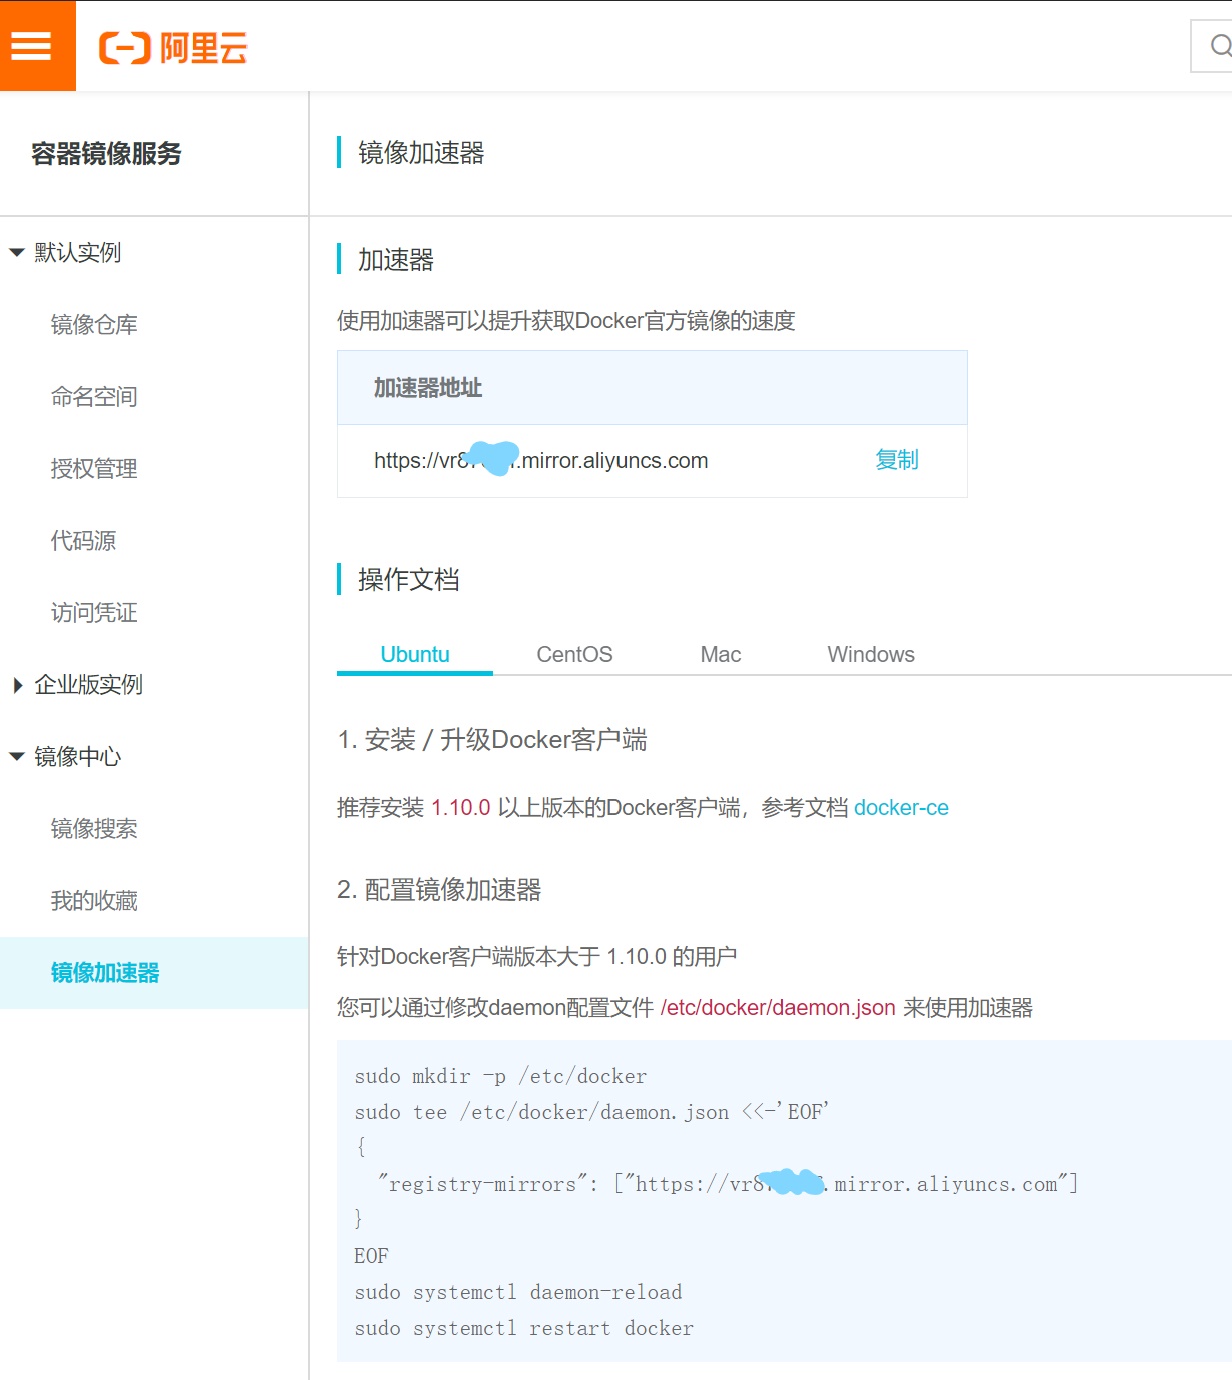 阿里云
容器镜像服务
默认实例
镜像仓库
命名空间
授权管理
代码源
访问凭证
企业版实例
镜像中心
镜像搜索
我的收藏
镜像加速器
镜像加速器
加速器
使用加速器可以提升获取Docker官方镜像的速度
加速器地址
https://vr8 .mirror.aliyuncs.com 复制
操作文档
Ubuntu CentOS Mac Windows
1. 安装 / 升级Docker客户端
推荐安装 1.10.0 以上版本的Docker客户端，参考文档 docker-ce
2. 配置镜像加速器
针对Docker客户端版本大于 1.10.0 的用户
您可以通过修改daemon配置文件 /etc/docker/daemon.json 来使用加速器
sudo mkdir -p /etc/docker
sudo tee /etc/docker/daemon.json <<-'EOF'
{
"registry-mirrors": ["https://vr8 .mirror.aliyuncs.com"]
}
EOF
sudo systemctl daemon-reload
sudo systemctl restart docker